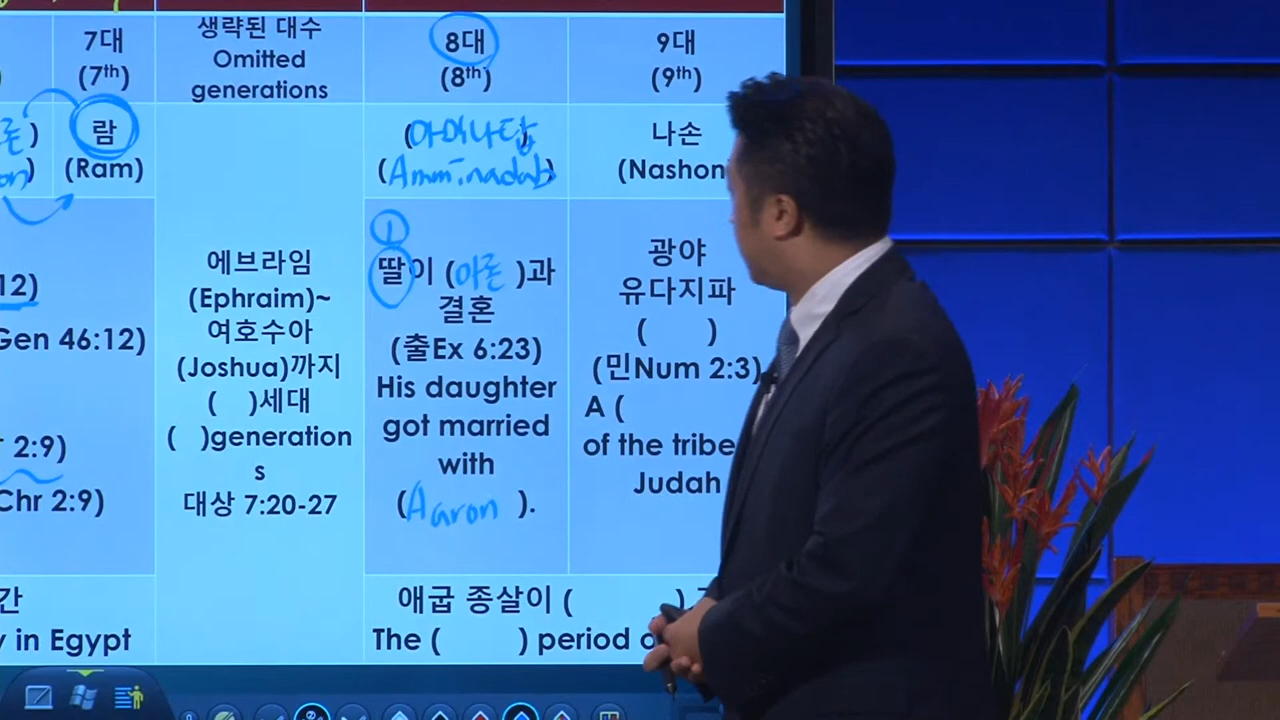 7대
(7th)
생략된 대수
Omitted
generations
8대
(8th)
9대
(9th)
람
(Ram)
(아미나답)
(Amminadab)
나손
(Nashon
12)
Gen 46:12)
2:9)
Chr 2:9)
에브라임
(Ephraim)~
여호수아
(Joshua)까지
( )세대
( )generation
s
대상 7:20-27
①
딸이 (아론 )과
결혼
(출Ex 6:23)
His daughter
got married
with
(Aaron ).
광야
유다지파
( )
(민Num 2:3)
A (
of the tribe
Judah
간
in Egypt
애굽 종살이 ( )
The ( ) period